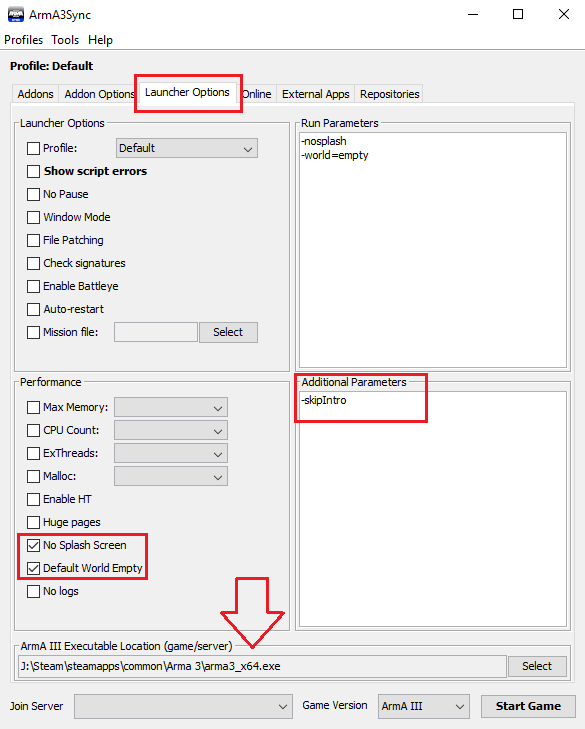 ArmA3Sync
Profiles Tools Help
Profile: Default
Addons Addon Options Launcher Options Online External Apps Repositories
Launcher Options
Profile: Default
Show script errors
No Pause
Window Mode
File Patching
Check signatures
Enable Battleye
Auto-restart
Mission file: Select
Run Parameters
-nosplash
-world=empty
Performance
Max Memory:
CPU Count:
ExThreads:
Malloc:
Enable HT
Huge pages
No Splash Screen
Default World Empty
No logs
Additional Parameters
-skipIntro
ArmA III Executable Location (game/server)
J:\Steam\steamapps\common\Arma 3\arma3_x64.exe Select
Join Server Game Version ArmA III Start Game